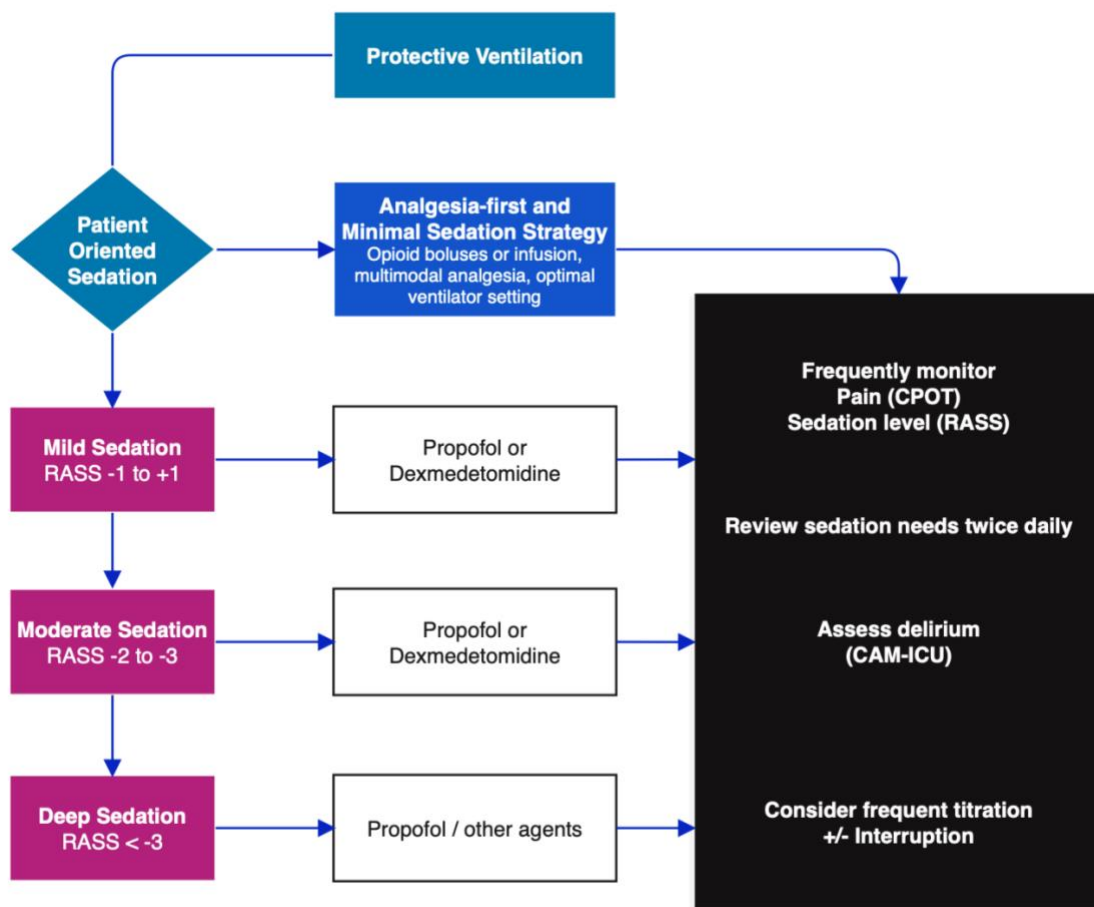 Protective Ventilation
Patient
Oriented
Sedation
Analgesia-first and
Minimal Sedation Strategy
Opioid boluses or infusion,
multimodal analgesia, optimal
ventilator setting
Mild Sedation
RASS -1 to +1
Propofol or
Dexmedetomidine
Moderate Sedation
RASS -2 to -3
Propofol or
Dexmedetomidine
Deep Sedation
RASS < -3
Propofol / other agents
Frequently monitor
Pain (CPOT)
Sedation level (RASS)
Review sedation needs twice daily
Assess delirium
(CAM-ICU)
Consider frequent titration
+/- Interruption